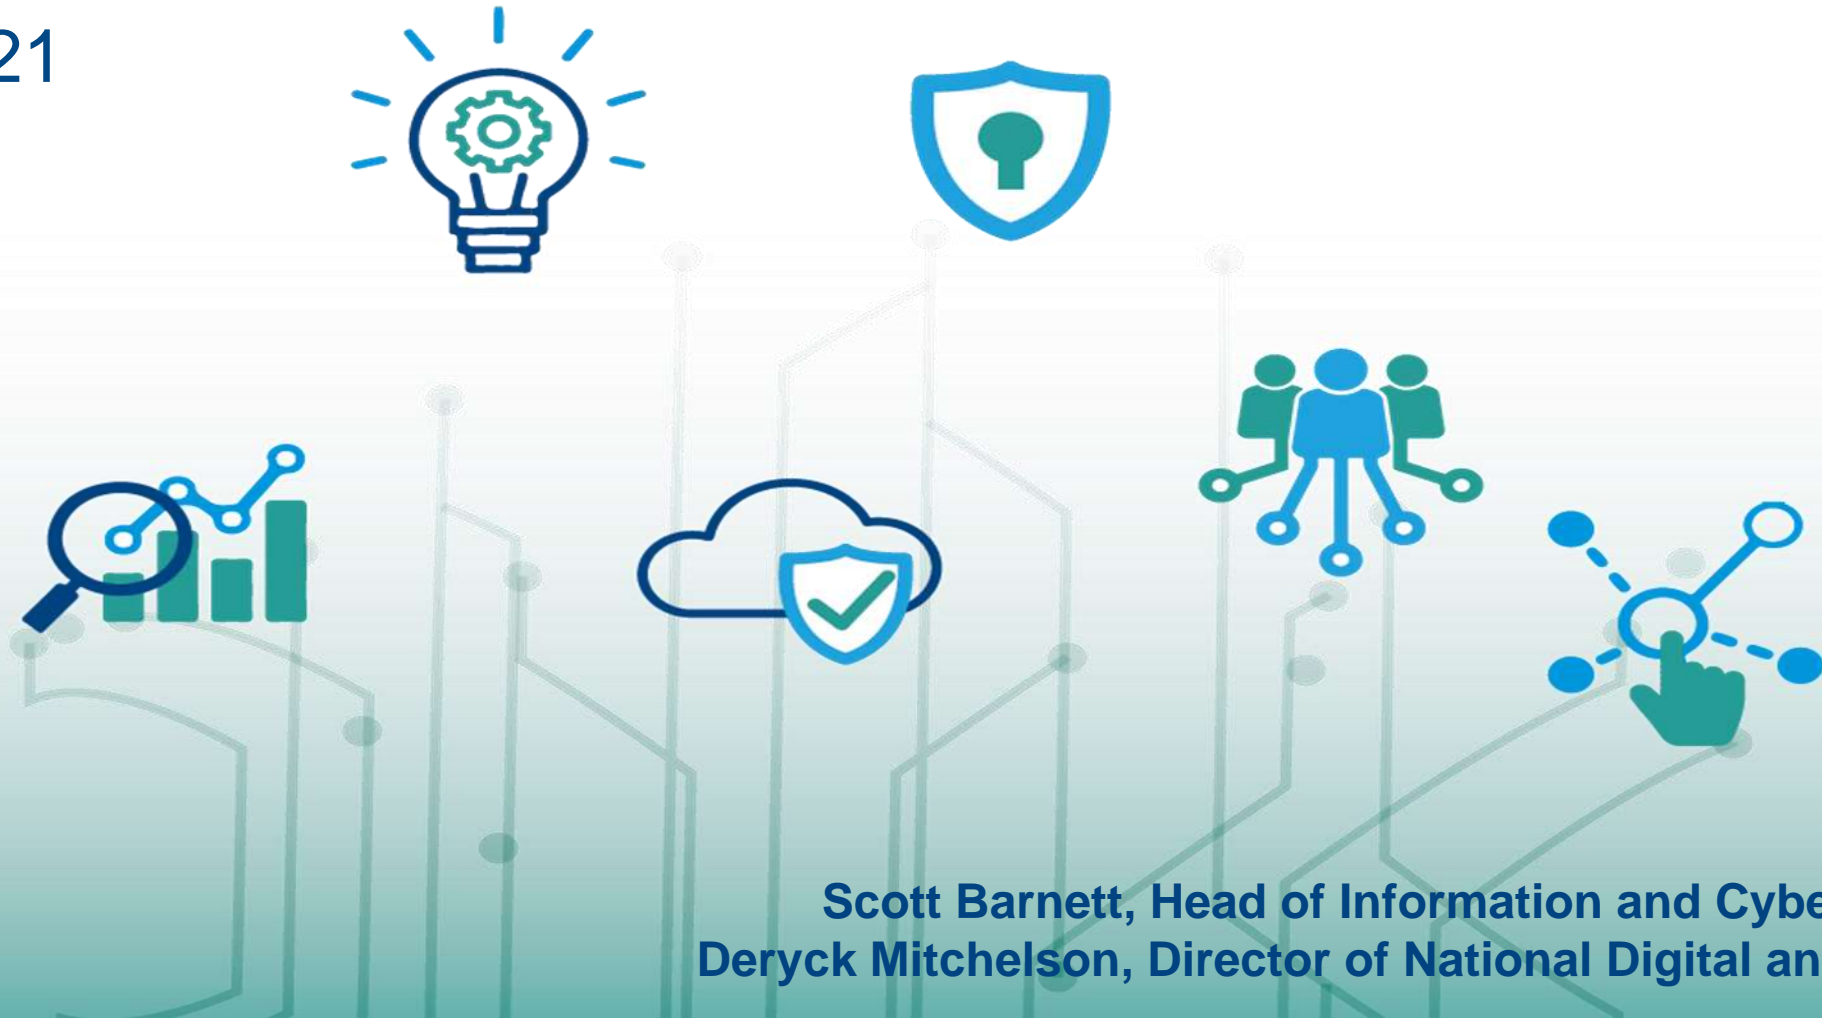 21
Scott Barnett, Head of Information and Cybe
Deryck Mitchelson, Director of National Digital an